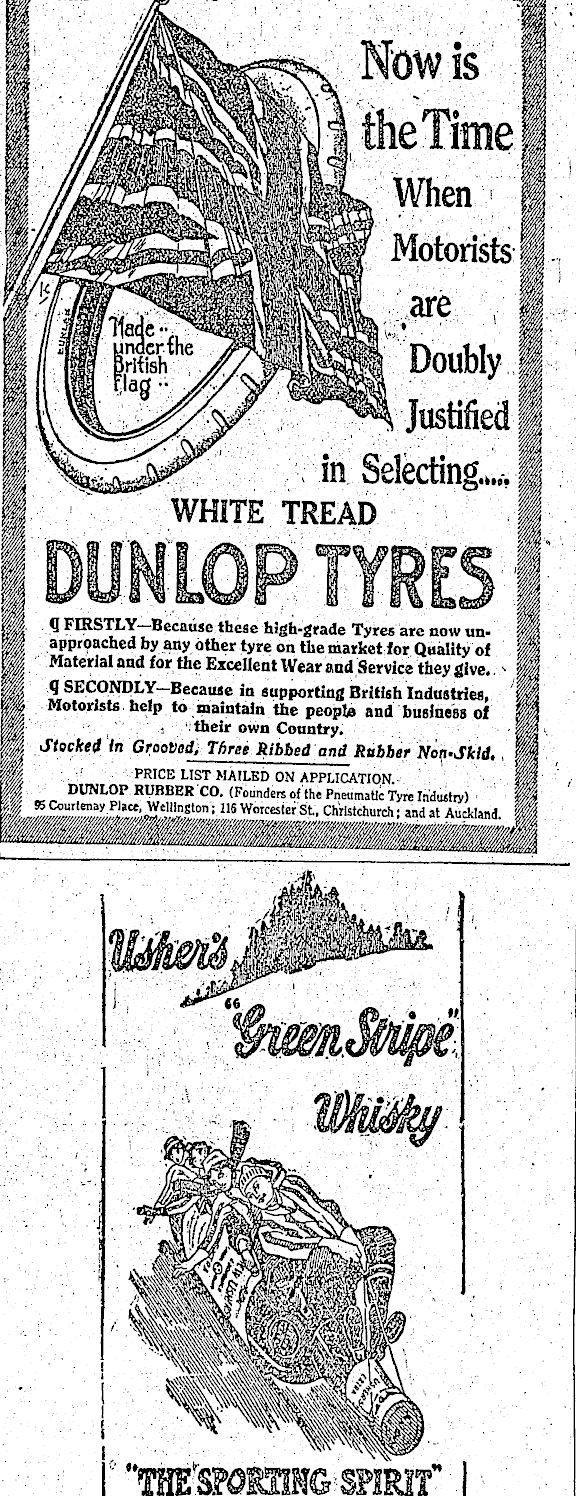 Now is
the Time
When
Motorists
are
Doubly
Justified
in Selecting.....
DUNLOP
Made ..
under the
British
Flag ..
WHITE TREAD
DUNLOP TYRES
¶ FIRSTLY—Because these high-grade Tyres are now un-
approached by any other tyre on the market for Quality of
Material and for the Excellent Wear and Service they give.
¶ SECONDLY—Because in supporting British Industries,
Motorists help to maintain the people and business of
their own Country.
Stocked in Grooved, Three Ribbed and Rubber Non-Skid.
PRICE LIST MAILED ON APPLICATION.
DUNLOP RUBBER CO. (Founders of the Pneumatic Tyre Industry)
95 Courtenay Place, Wellington; 116 Worcester St., Christchurch; and at Auckland.
Usher's
"Green Stripe"
Whisky
"THE SPORTING SPIRIT"